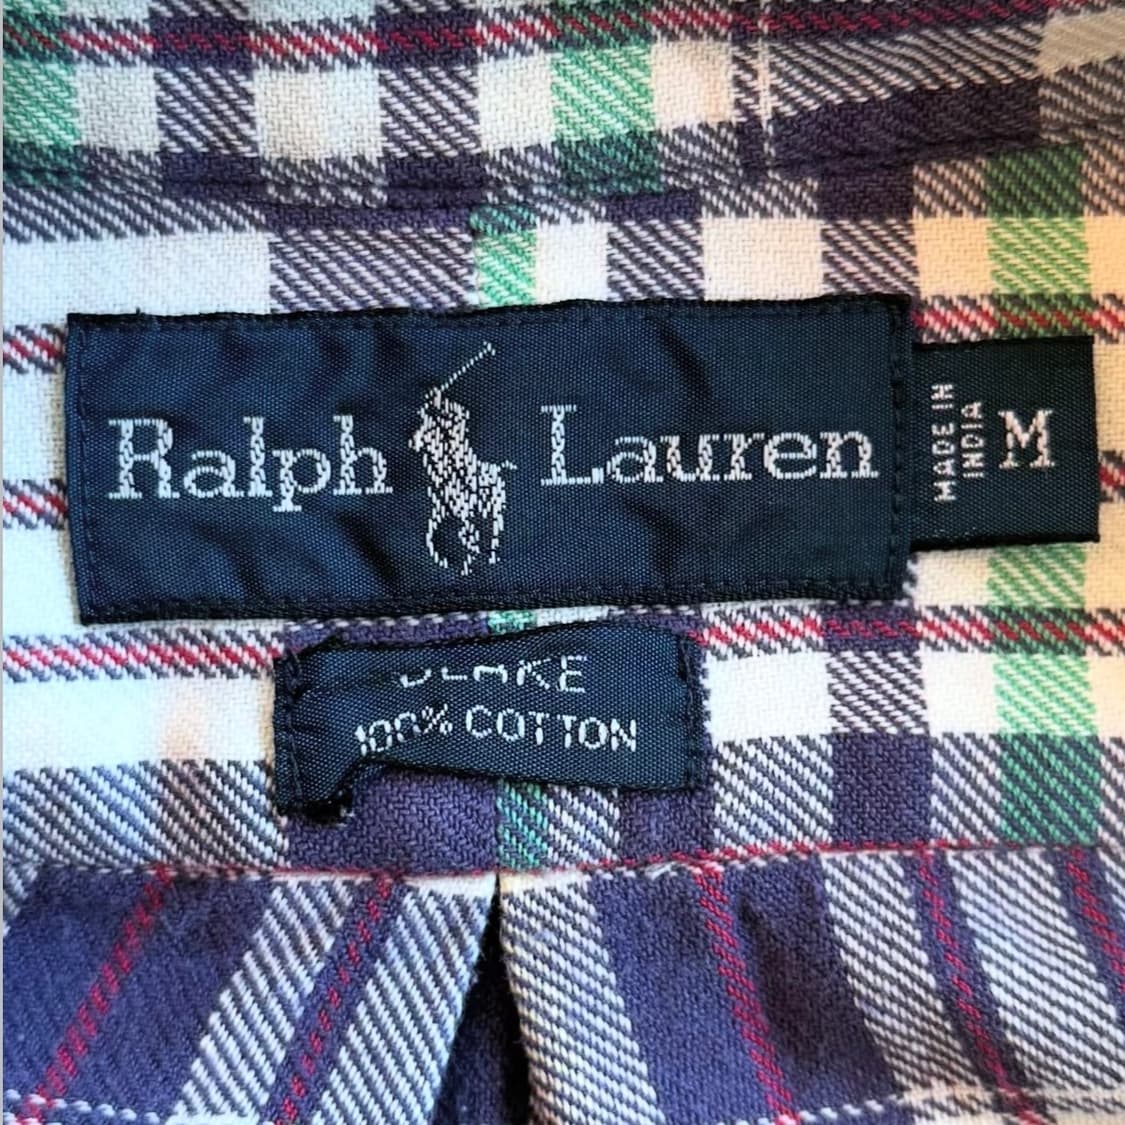 Ralph Lauren
MADE IN
INDIA
M
BLAKE
100% COTTON